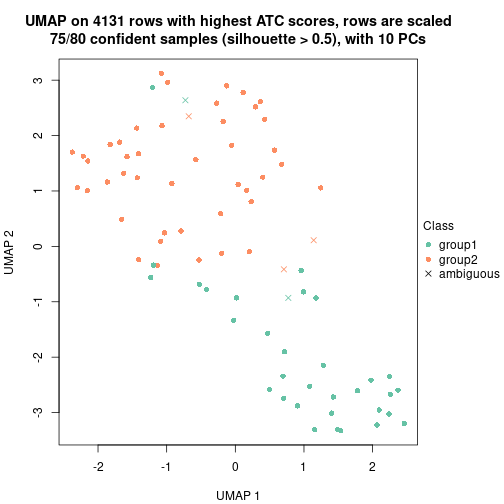 UMAP on 4131 rows with highest ATC scores, rows are scaled
75/80 confident samples (silhouette > 0.5), with 10 PCs
3
2
1
0
-1
-2
-3
UMAP 2
-2 -1 0 1 2
UMAP 1
Class
group1
group2
ambiguous